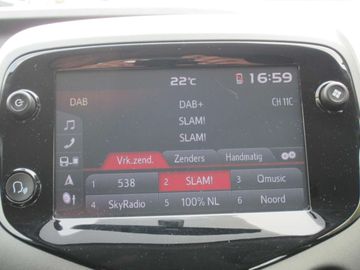 22°C 16:59
DAB DAB+ CH 11C
SLAM!
SLAM!
Vrk.zend. Zenders Handmatig
1 538 2 SLAM! 3 Qmusic
4 SkyRadio 5 100% NL 6 Noord